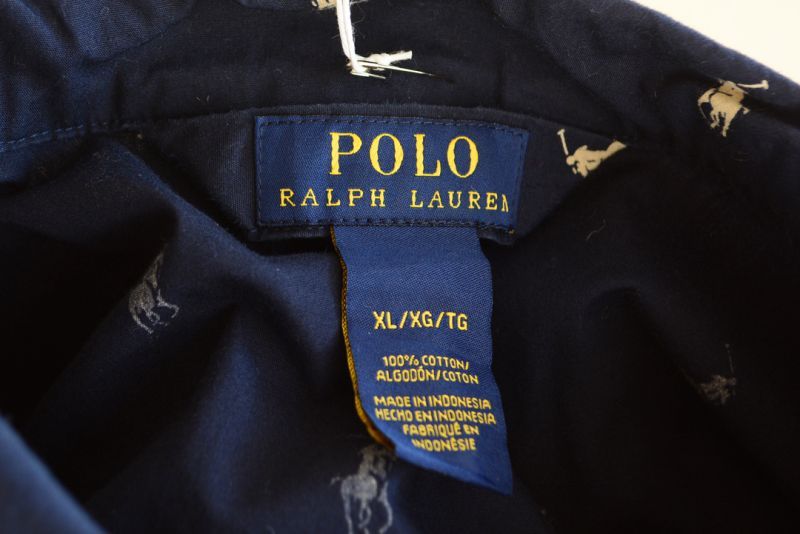 POLO
RALPH LAUREN
XL/XG/TG
100% COTTON/
ALGODÓN/COTON
MADE IN INDONESIA
HECHO EN INDONESIA
FABRIQUÉ EN
INDONÉSIE